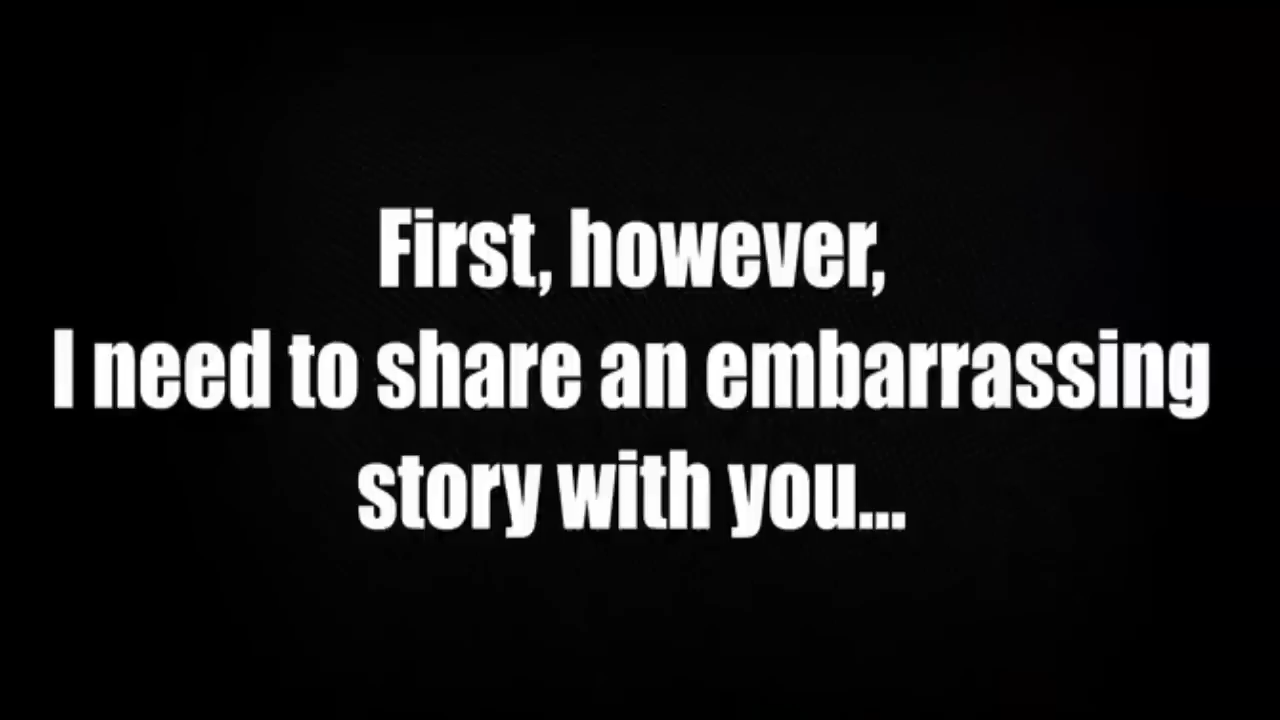 First, however,
I need to share an embarrassing
story with you...